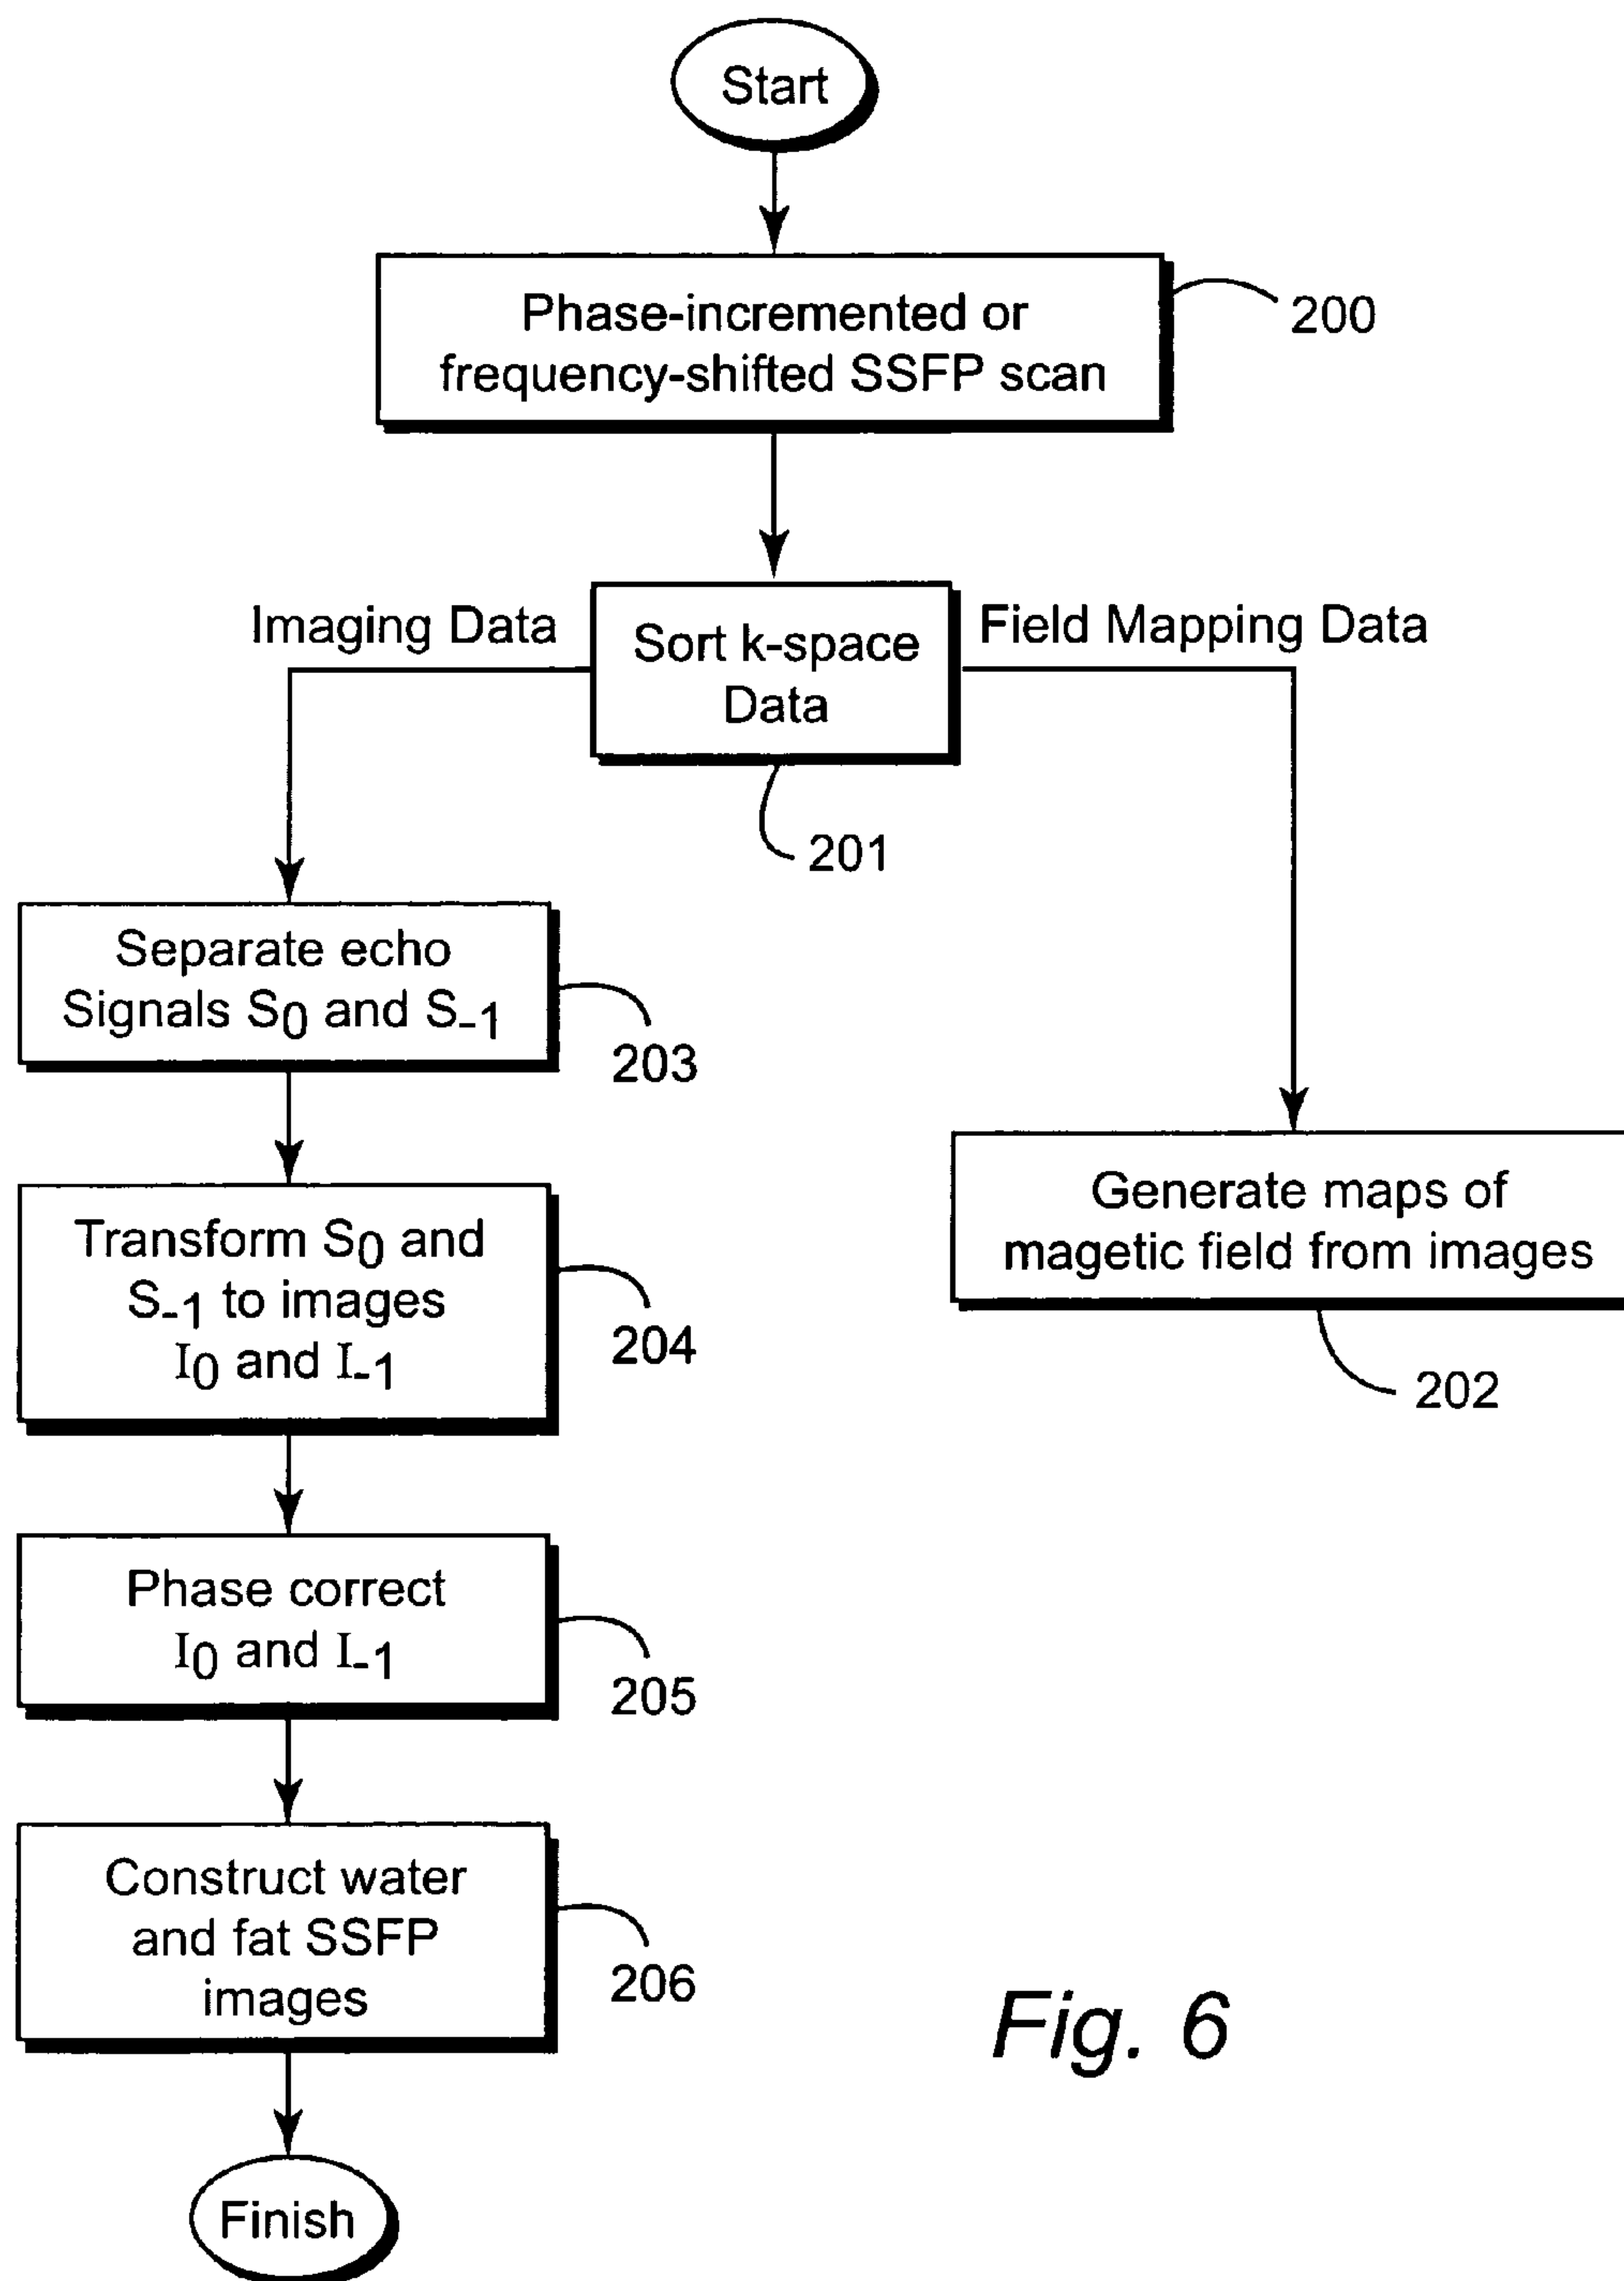 Start
Phase-incremented or
frequency-shifted SSFP scan
200
Imaging Data
Sort k-space
Data
Field Mapping Data
201
Separate echo
Signals S0 and S-1
203
Transform S0 and
S-1 to images
I0 and I-1
204
Generate maps of
magetic field from images
202
Phase correct
I0 and I-1
205
Construct water
and fat SSFP
images
206
Fig. 6
Finish